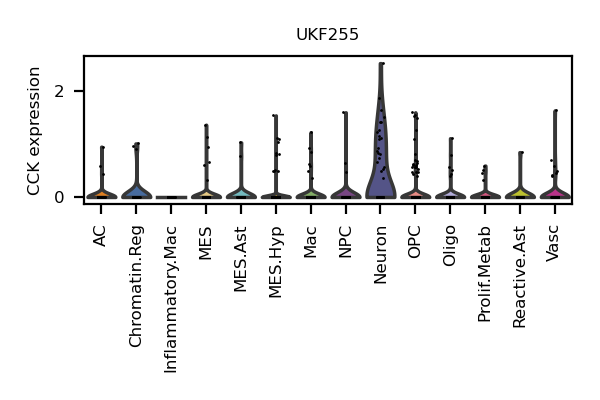 UKF255
CCK expression
2
0
AC
Chromatin.Reg
Inflammatory.Mac
MES
MES.Ast
MES.Hyp
Mac
NPC
Neuron
OPC
Oligo
Prolif.Metab
Reactive.Ast
Vasc